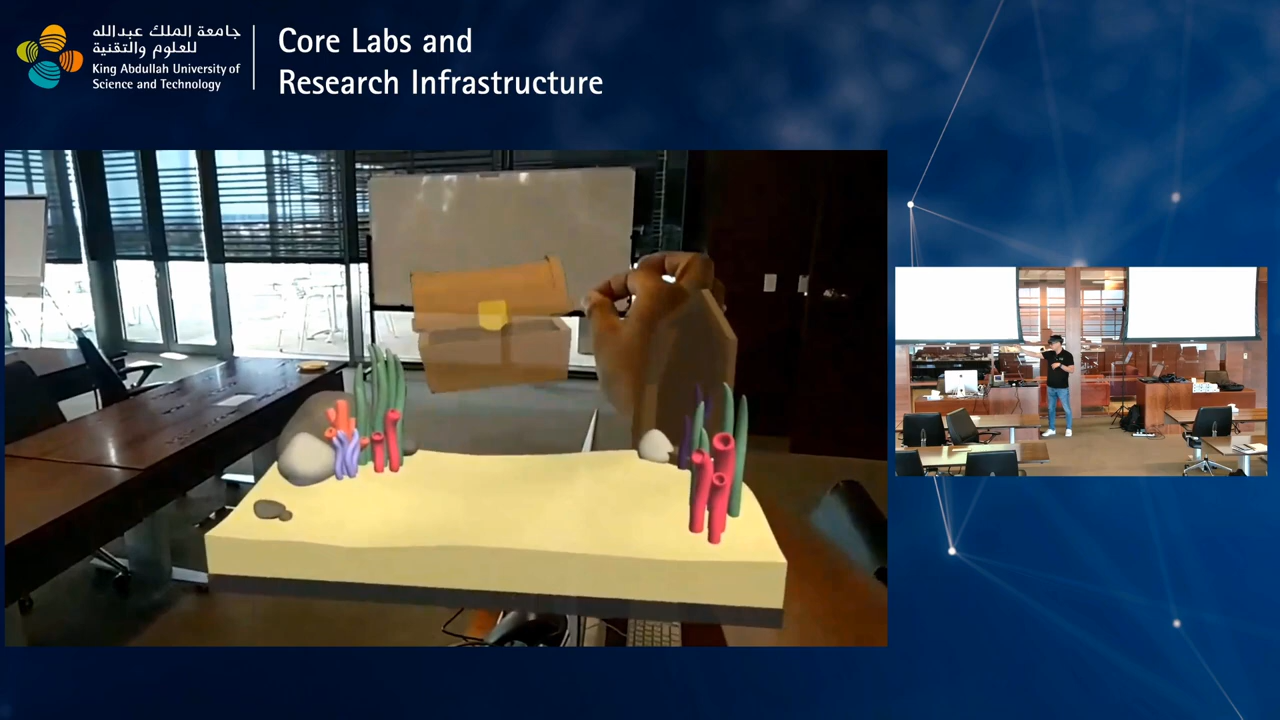 جامعة الملك عبدالله
للعلوم والتقنية
King Abdullah University of
Science and Technology
Core Labs and
Research Infrastructure